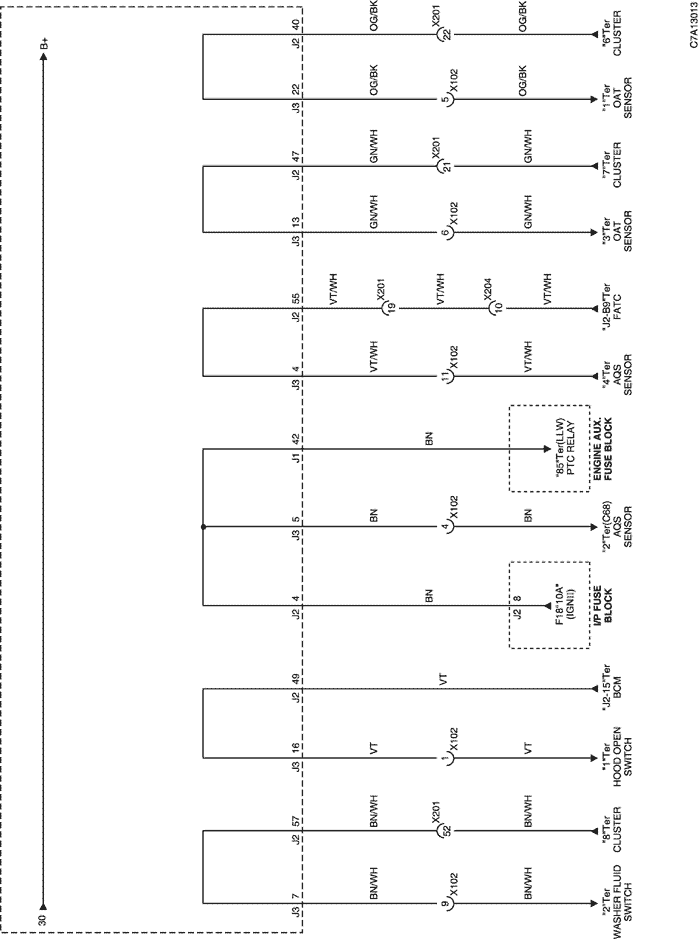 C7A13013
30
B+
J3 7
BN/WH
9
X102
BN/WH
"2"Ter
WASHER FLUID
SWITCH
J2 57
BN/WH
52
X201
BN/WH
"8"Ter
CLUSTER
J3 16
VT
1
X102
VT
"1"Ter
HOOD OPEN
SWITCH
J2 49
VT
"J2-15"Ter
BCM
J2 4
BN
J2 8
F18"10A"
(IGNII)
I/P FUSE
BLOCK
J3 5
BN
4
X102
BN
"2"Ter(C68)
AQS
SENSOR
J1 42
BN
"85"Ter(LLW)
PTC RELAY
ENGINE AUX.
FUSE BLOCK
J3 4
VT/WH
11
X102
VT/WH
"4"Ter
AQS
SENSOR
J2 55
VT/WH
19
X201
VT/WH
10
X204
VT/WH
"J2-B9"Ter
FATC
J3 13
GN/WH
6
X102
GN/WH
"3"Ter
OAT
SENSOR
J2 47
GN/WH
21
X201
GN/WH
"7"Ter
CLUSTER
J3 22
OG/BK
5
X102
OG/BK
"1"Ter
OAT
SENSOR
J2 40
OG/BK
22
X201
OG/BK
"6"Ter
CLUSTER